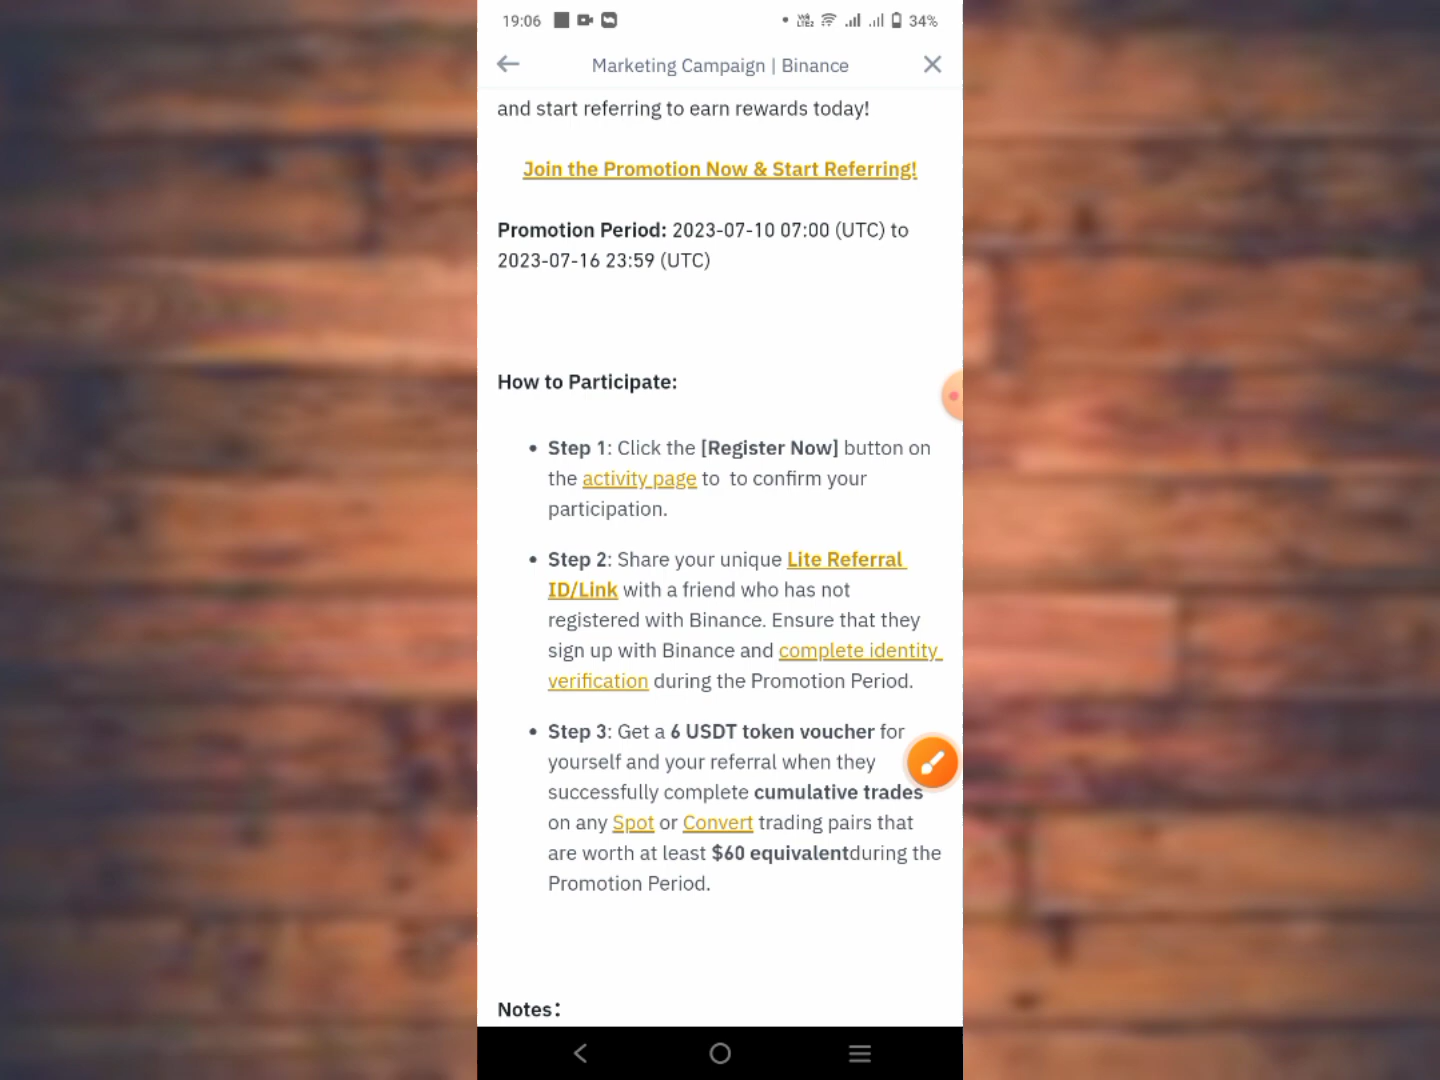 19:06 34%
Marketing Campaign | Binance
and start referring to earn rewards today!
Join the Promotion Now & Start Referring!
Promotion Period: 2023-07-10 07:00 (UTC) to
2023-07-16 23:59 (UTC)
How to Participate:
• Step 1: Click the [Register Now] button on
the activity page to  to confirm your
participation.
• Step 2: Share your unique Lite Referral
ID/Link with a friend who has not
registered with Binance. Ensure that they
sign up with Binance and complete identity
verification during the Promotion Period.
• Step 3: Get a 6 USDT token voucher for
yourself and your referral when they
successfully complete cumulative trades
on any Spot or Convert trading pairs that
are worth at least $60 equivalentduring the
Promotion Period.
Notes: